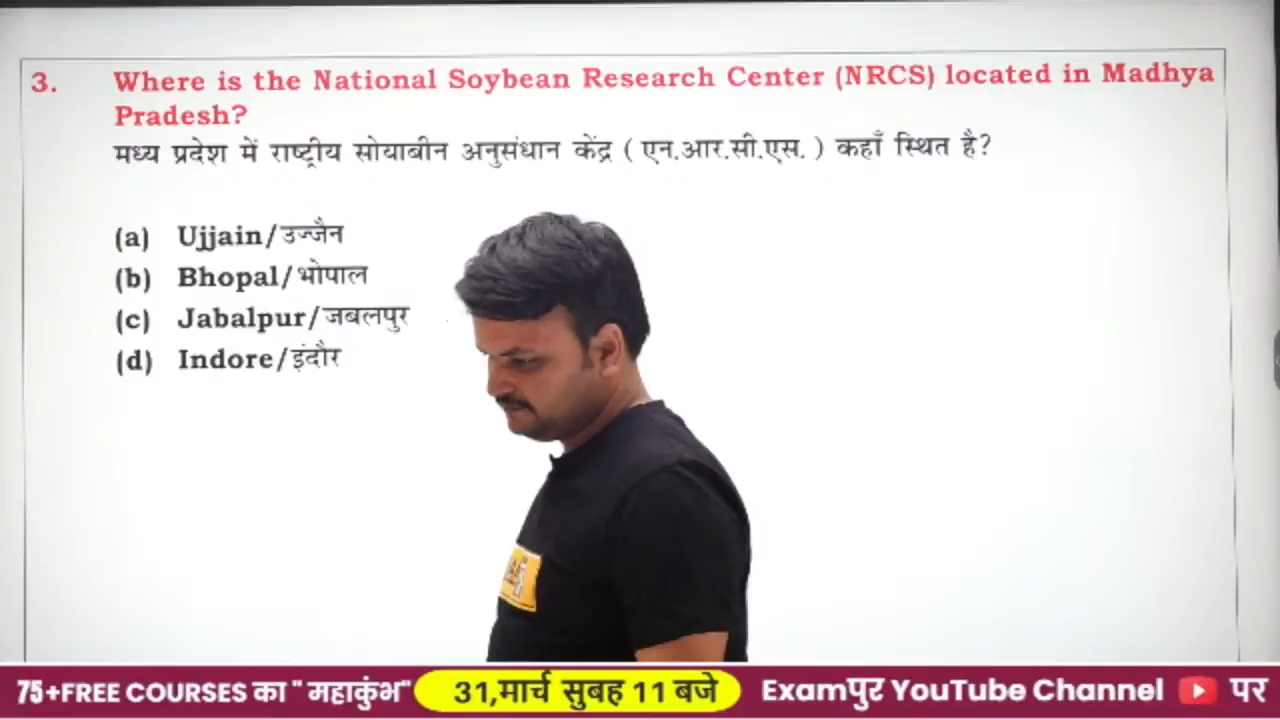 3. Where is the National Soybean Research Center (NRCS) located in Madhya
Pradesh?
मध्य प्रदेश में राष्ट्रीय सोयाबीन अनुसंधान केंद्र ( एन.आर.सी.एस. ) कहाँ स्थित है?
(a) Ujjain/उज्जैन
(b) Bhopal/भोपाल
(c) Jabalpur/जबलपुर
(d) Indore/इंदौर
75+FREE COURSES का " महाकुंभ" 31,मार्च सुबह 11 बजे Examपुर YouTube Channel पर